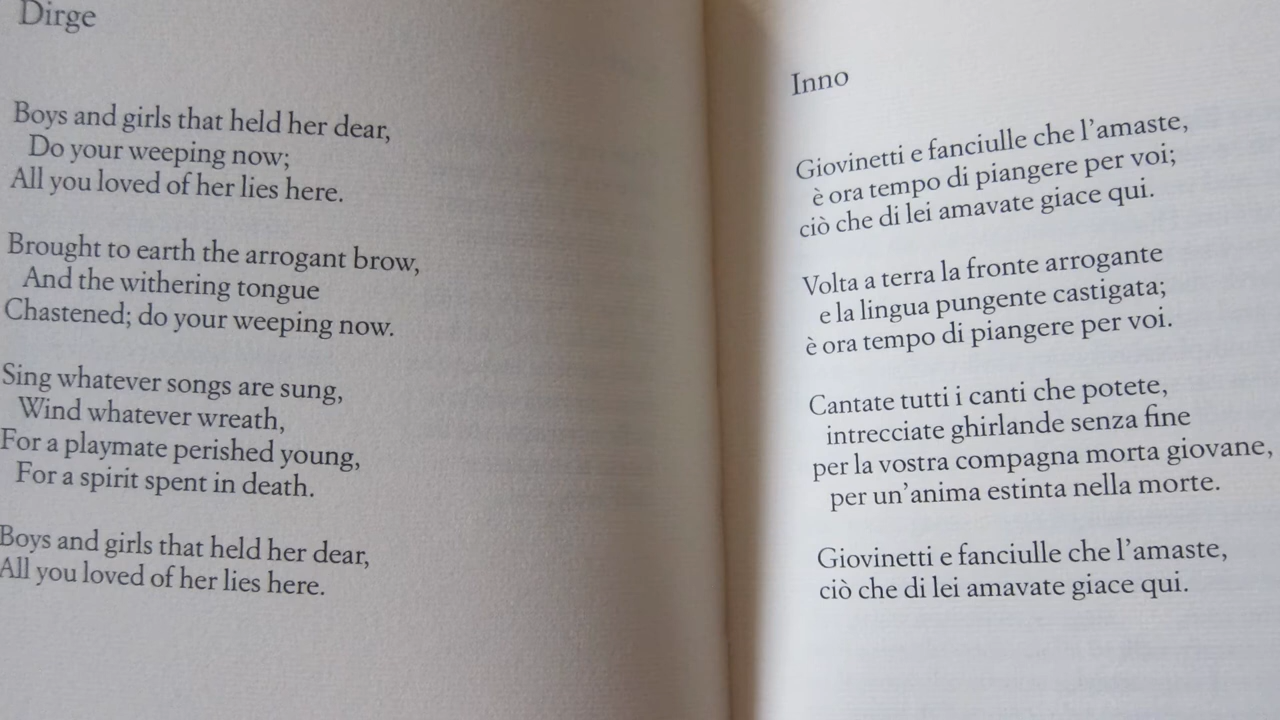 Dirge
Boys and girls that held her dear,
Do your weeping now;
All you loved of her lies here.
Brought to earth the arrogant brow,
And the withering tongue
Chastened; do your weeping now.
Sing whatever songs are sung,
Wind whatever wreath,
For a playmate perished young,
For a spirit spent in death.
Boys and girls that held her dear,
All you loved of her lies here.
Inno
Giovinetti e fanciulle che l'amaste,
è ora tempo di piangere per voi;
ciò che di lei amavate giace qui.
Volta a terra la fronte arrogante
e la lingua pungente castigata;
è ora tempo di piangere per voi.
Cantate tutti i canti che potete,
intrecciate ghirlande senza fine
per la vostra compagna morta giovane,
per un'anima estinta nella morte.
Giovinetti e fanciulle che l'amaste,
ciò che di lei amavate giace qui.